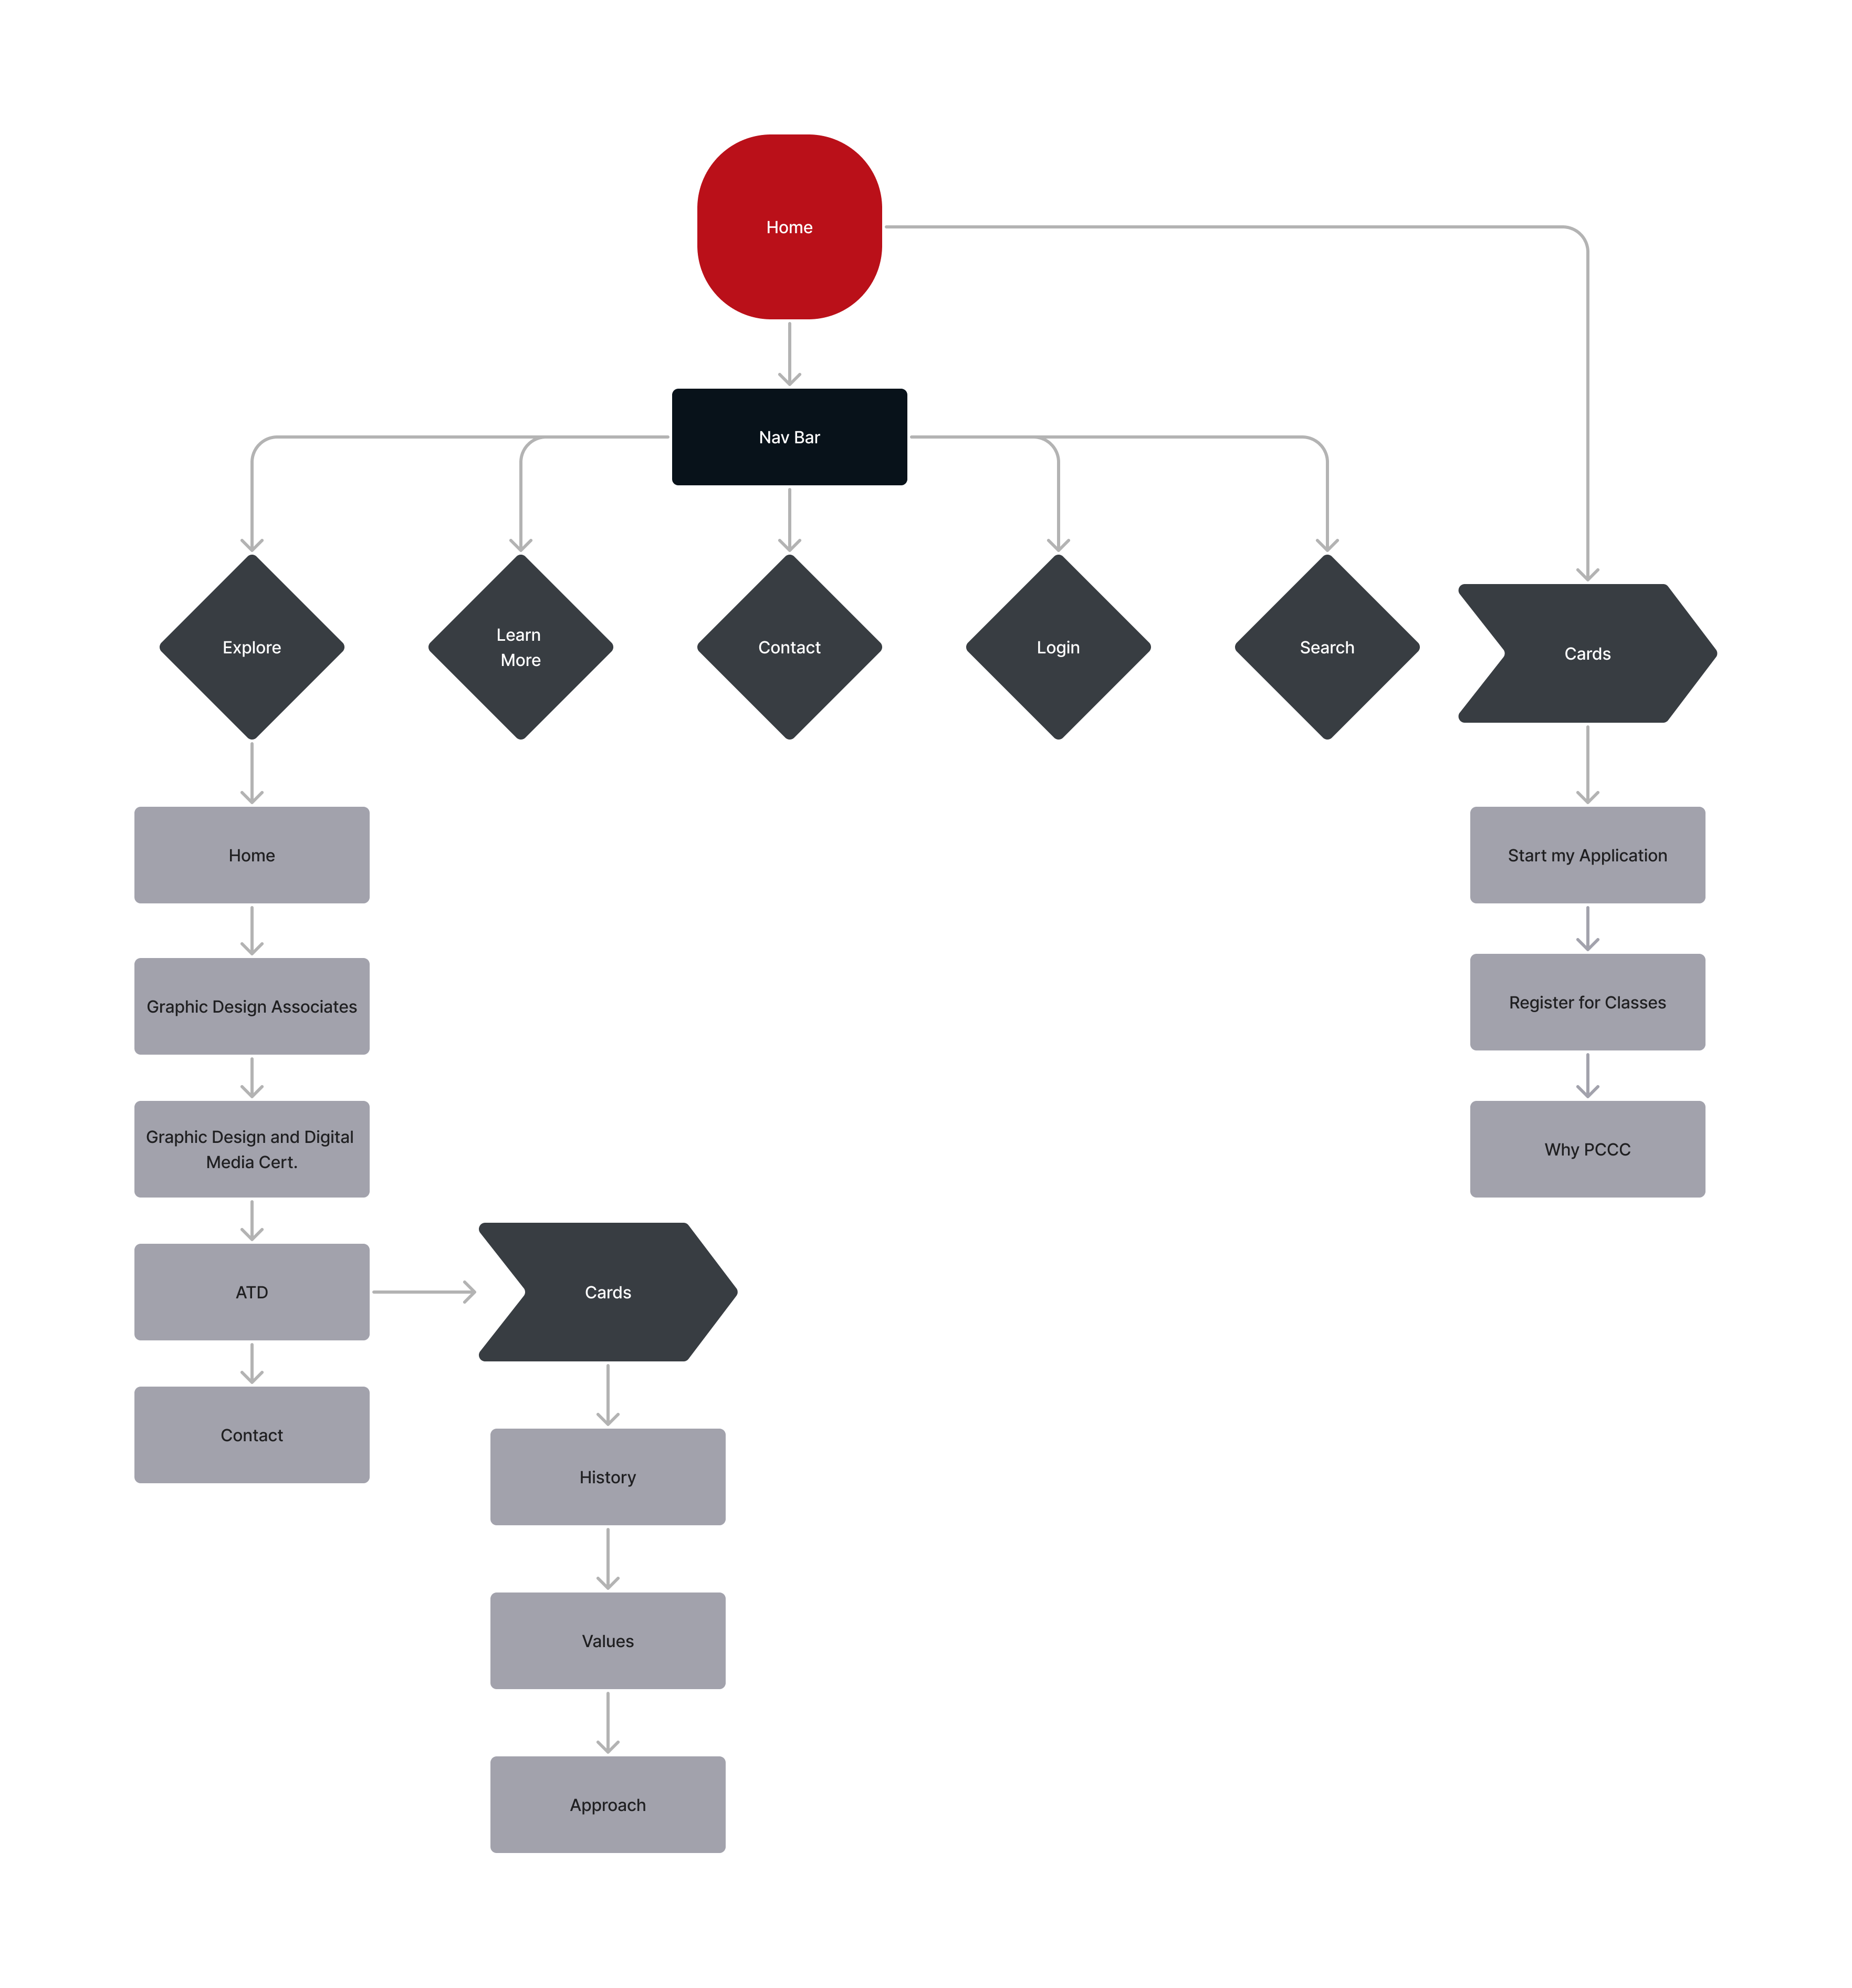 Home
Nav Bar
Explore
Learn
More
Contact
Login
Search
Cards
Home
Start my Application
Graphic Design Associates
Register for Classes
Graphic Design and Digital
Media Cert.
Why PCCC
ATD
Cards
Contact
History
Values
Approach